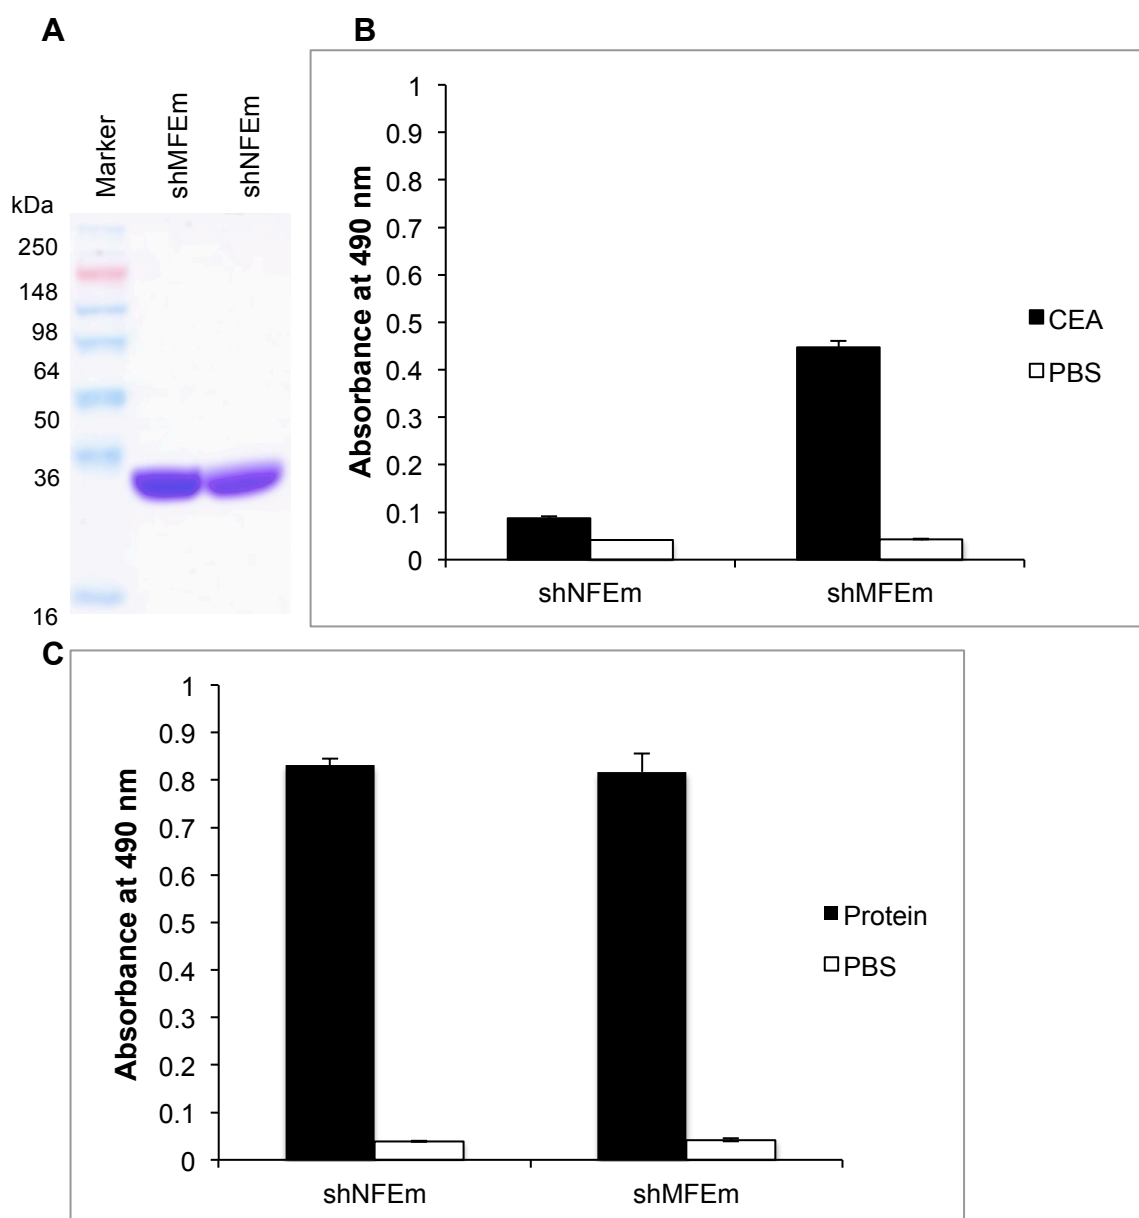 A
Marker
shMFEm
shNFEm
kDa
250
148
98
64
50
36
16
B
Absorbance at 490 nm
1
0.9
0.8
0.7
0.6
0.5
0.4
0.3
0.2
0.1
0
shNFEm
shMFEm
CEA
PBS
C
Absorbance at 490 nm
1
0.9
0.8
0.7
0.6
0.5
0.4
0.3
0.2
0.1
0
shNFEm
shMFEm
Protein
PBS